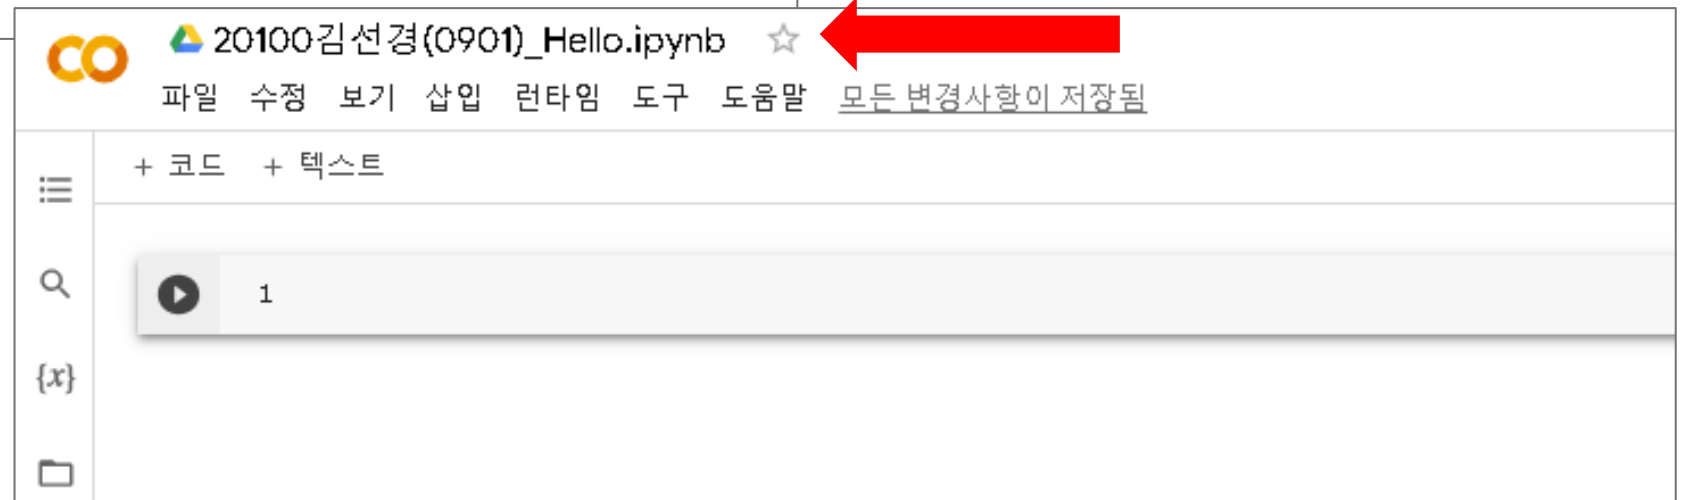 20100김선경(0901)_Hello.ipynb
파일 수정 보기 삽입 런타임 도구 도움말 모든 변경사항이 저장됨
+ 코드 + 텍스트
1
{x}